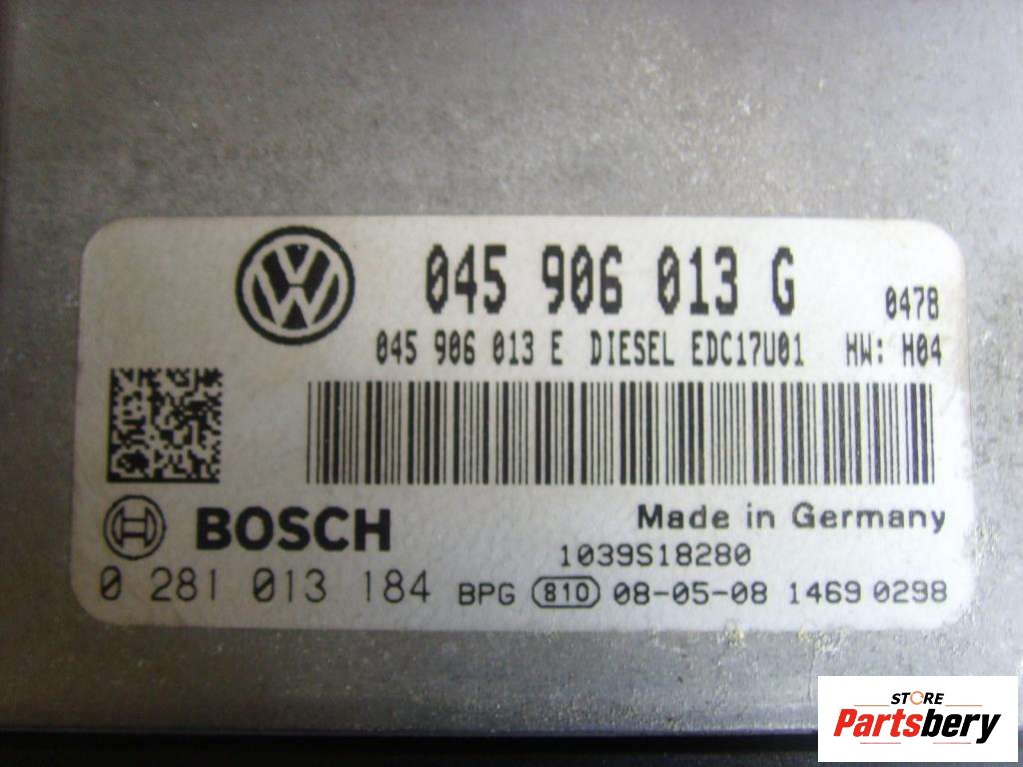 045 906 013 G 0478
045 906 013 E DIESEL EDC17U01 HW: H04
BOSCH
Made in Germany
1039S18280
0 281 013 184 BPG 810 08-05-08 1469 0298
STORE
Partsbery